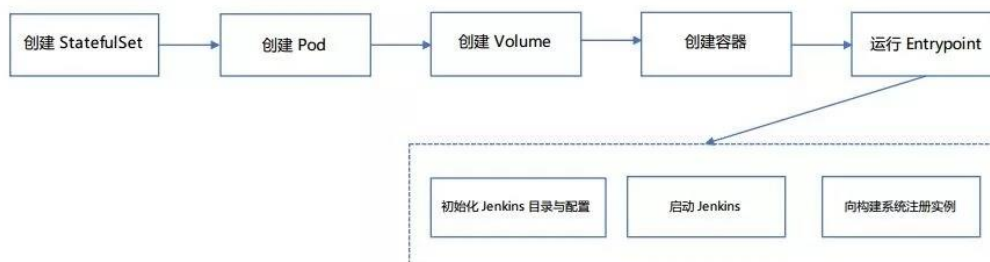 创建 StatefulSet
创建 Pod
创建 Volume
创建容器
运行 Entrypoint
初始化 Jenkins 目录与配置
启动 Jenkins
向构建系统注册实例